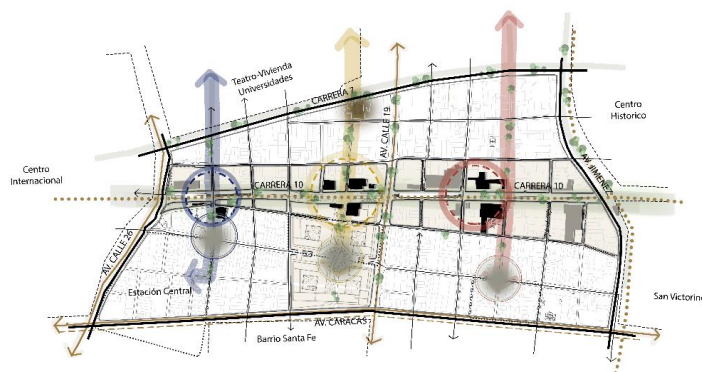 Teatro-Vivienda
Universidades
CARRERA 7
AV. CALLE 19
Centro
Historico
Centro
Internacional
CARRERA 10
CARRERA 10
AV. JIMENEZ
AV. CALLE 26
Estación Central
San Victorino
AV. CARACAS
Barrio Santa Fe